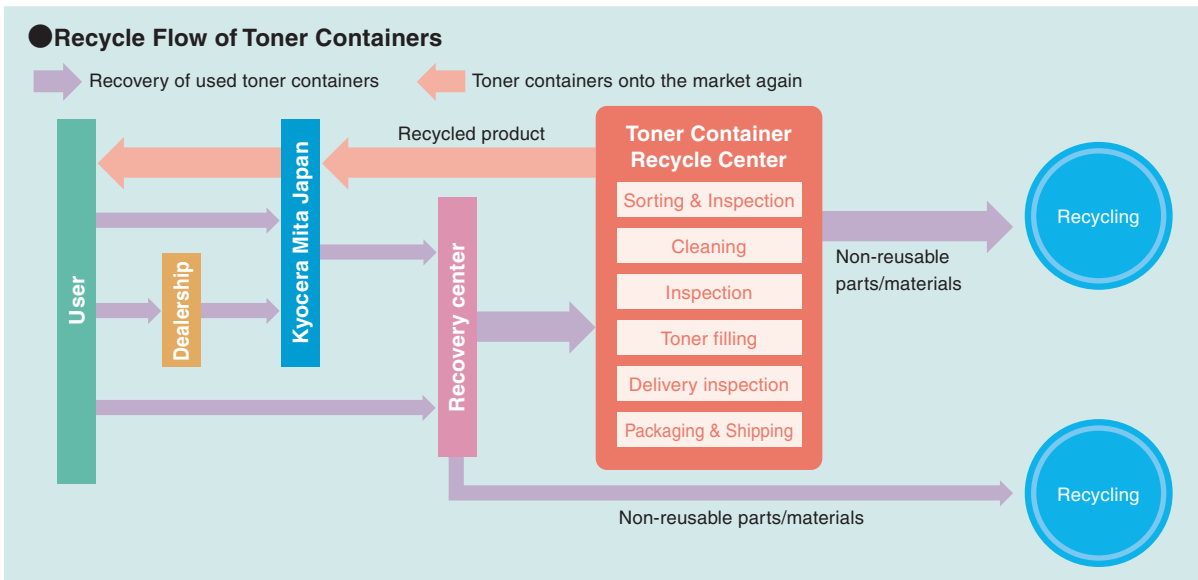 ●Recycle Flow of Toner Containers
Recovery of used toner containers
Toner containers onto the market again
User
Dealership
Kyocera Mita Japan
Recycled product
Recovery center
Toner Container
Recycle Center
Sorting & Inspection
Cleaning
Inspection
Toner filling
Delivery inspection
Packaging & Shipping
Non-reusable
parts/materials
Recycling
Non-reusable parts/materials
Recycling